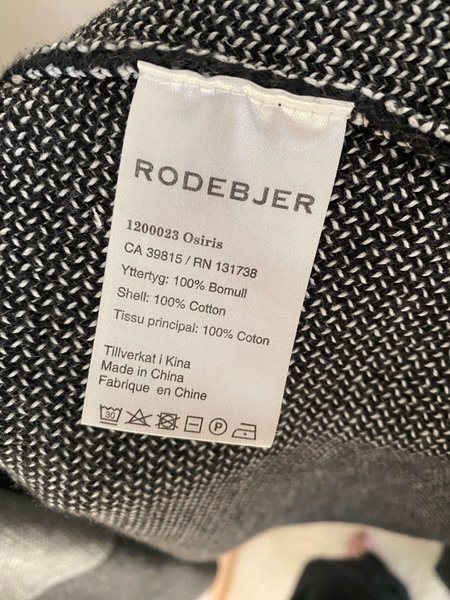 RODEBJER
1200023 Osiris
CA 39815 / RN 131738
Yttertyg: 100% Bomull
Shell: 100% Cotton
Tissu principal: 100% Coton
Tillverkat i Kina
Made in China
Fabrique en Chine
30 P